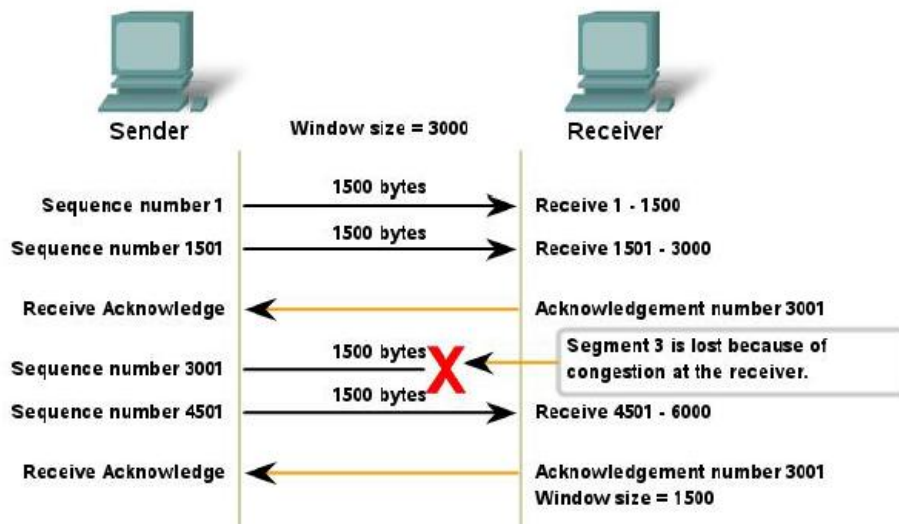 Sender
Window size = 3000
Receiver
1500 bytes
Sequence number 1
Receive 1 - 1500
1500 bytes
Sequence number 1501
Receive 1501 - 3000
Receive Acknowledge
Acknowledgement number 3001
1500 bytes
Segment 3 is lost because of
congestion at the receiver.
Sequence number 3001
X
1500 bytes
Sequence number 4501
Receive 4501 - 6000
Receive Acknowledge
Acknowledgement number 3001
Window size = 1500